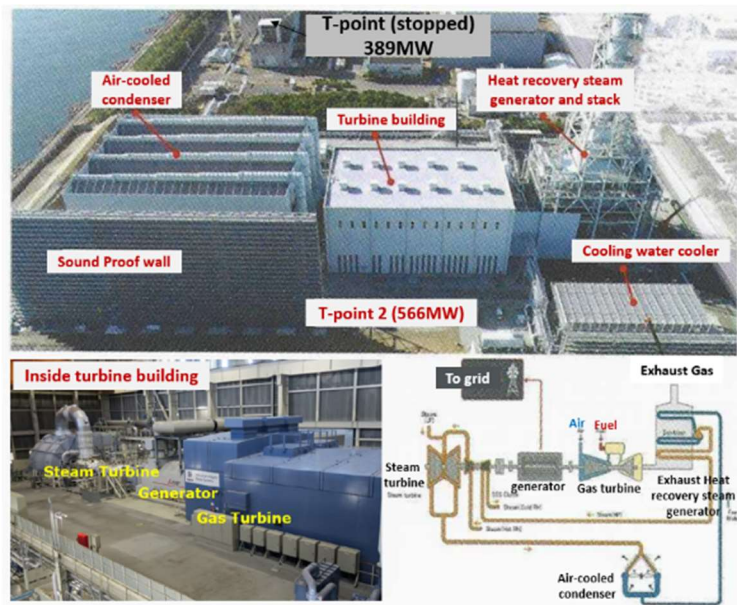 T-point (stopped)
389MW
Air-cooled
condenser
Heat recovery steam
generator and stack
Turbine building
Cooling water cooler
Sound Proof wall
T-point 2 (566MW)
Inside turbine building
Steam Turbine
Generator
Gas Turbine
To grid
Exhaust Gas
Air
Fuel
Steam
turbine
Steam turbine
generator
Gas turbine
Exhaust Heat
recovery steam
generator
Air-cooled
condenser